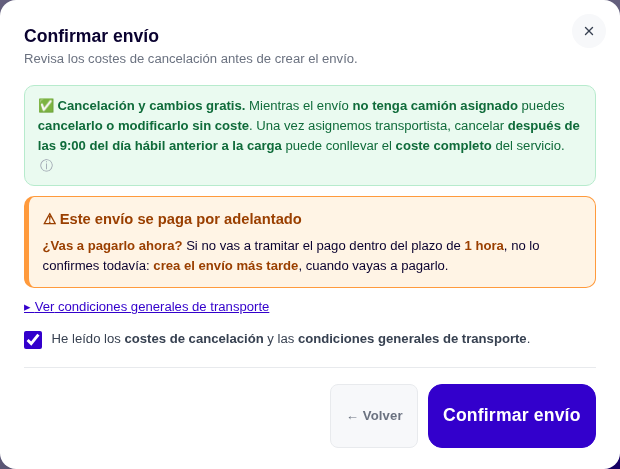 Confirmar envío
×
Revisa los costes de cancelación antes de crear el envío.
✅ Cancelación y cambios gratis. Mientras el envío no tenga camión asignado puedes
cancelarlo o modificarlo sin coste. Una vez asignemos transportista, cancelar después de
las 9:00 del día hábil anterior a la carga puede conllevar el coste completo del servicio.
ⓘ
⚠ Este envío se paga por adelantado
¿Vas a pagarlo ahora? Si no vas a tramitar el pago dentro del plazo de 1 hora, no lo
confirmes todavía: crea el envío más tarde, cuando vayas a pagarlo.
▸ Ver condiciones generales de transporte
He leído los costes de cancelación y las condiciones generales de transporte.
← Volver
Confirmar envío